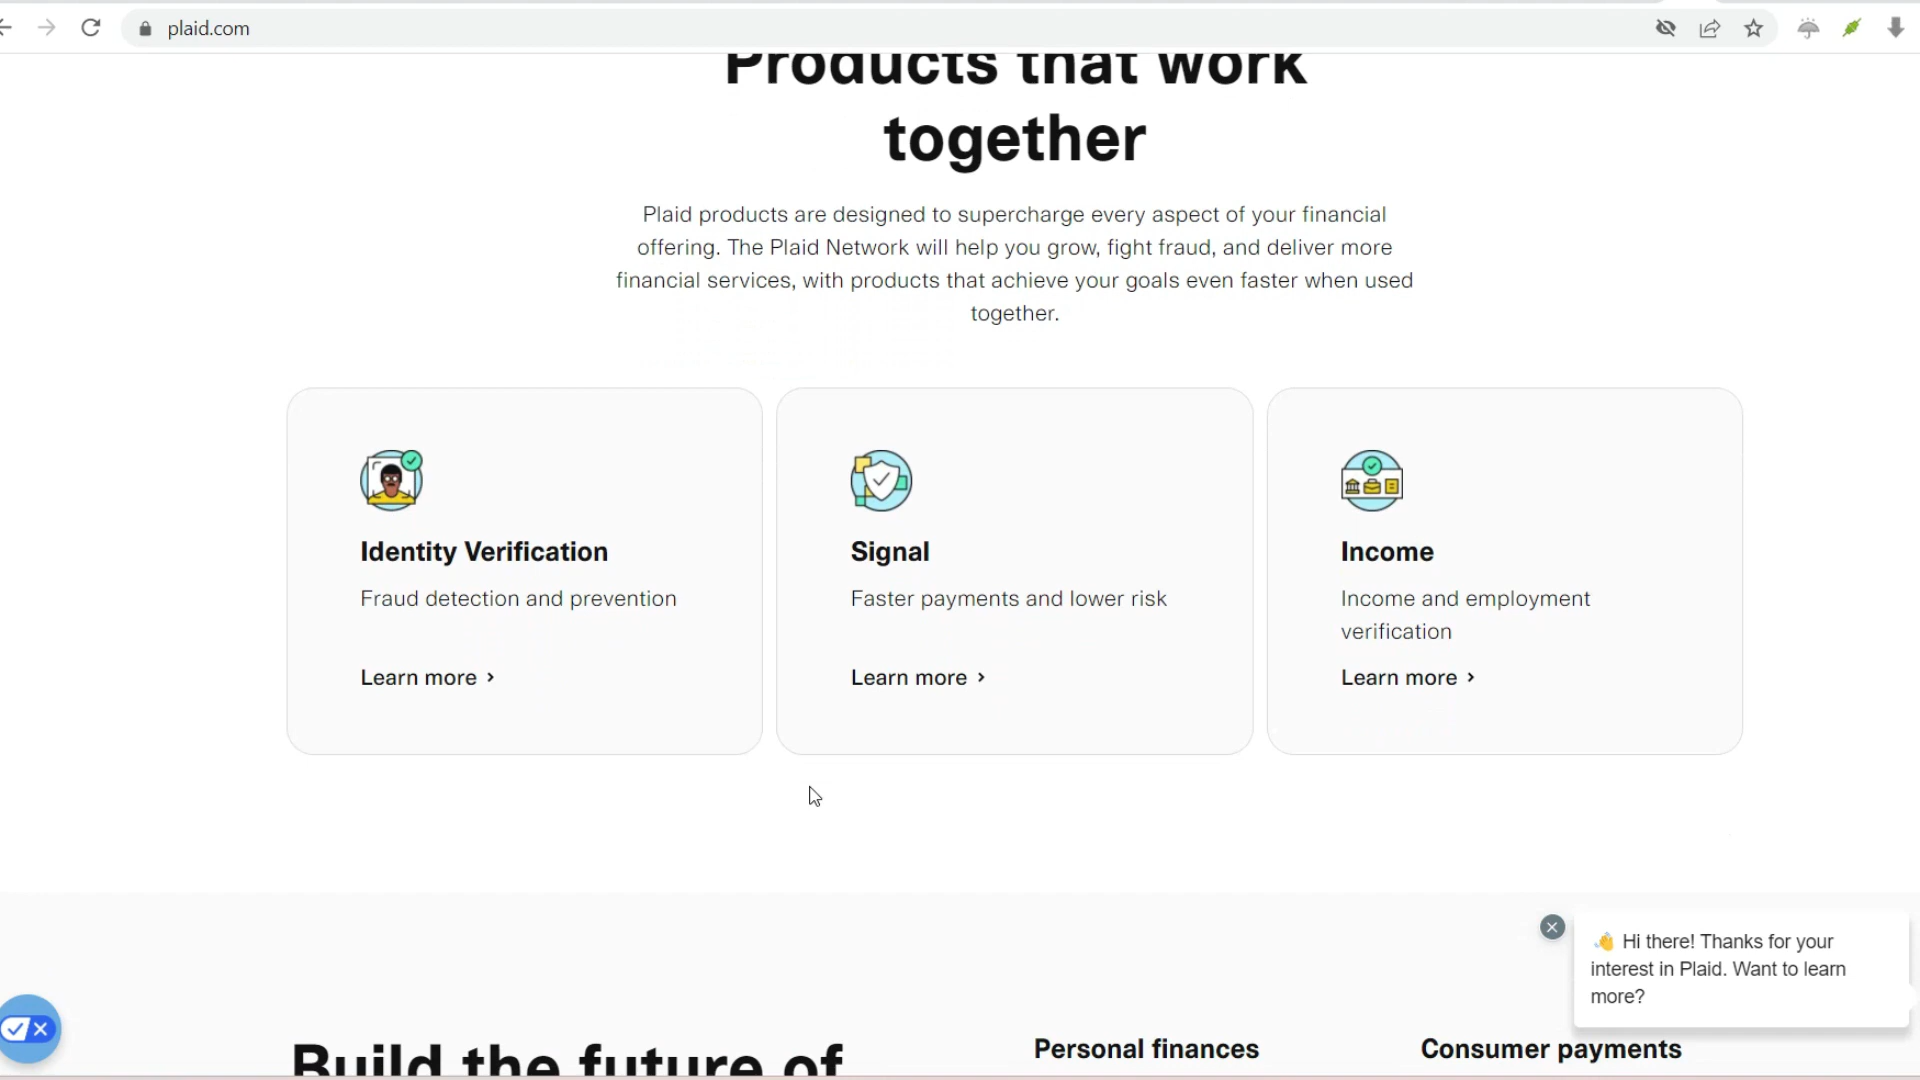 plaid.com
Products that work
together
Plaid products are designed to supercharge every aspect of your financial
offering. The Plaid Network will help you grow, fight fraud, and deliver more
financial services, with products that achieve your goals even faster when used
together.
Identity Verification
Fraud detection and prevention
Learn more
Signal
Faster payments and lower risk
Learn more
Income
Income and employment
verification
Learn more
👋 Hi there! Thanks for your
interest in Plaid. Want to learn
more?
Build the future of
Personal finances
Consumer payments